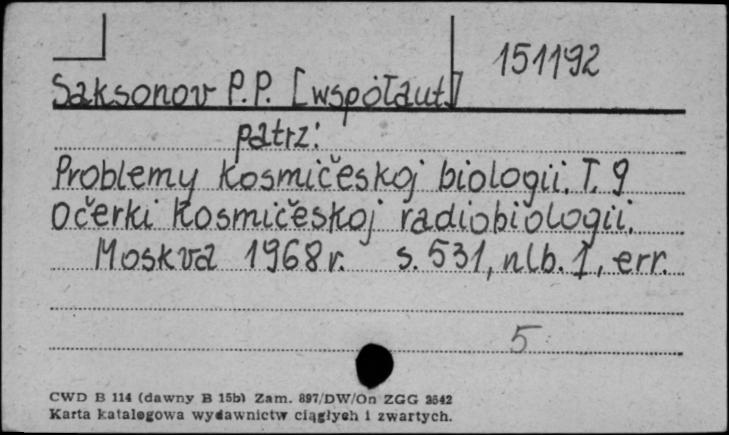 151192
Saksonov P.P. [współaut.]
patrz:
Problemy kosmičeskoj biologii. T. 9
Očerki kosmičeskoj radiobiologii.
Moskva 1968 r. s. 531, nlb. 1, err.
5
CWD B 114 (dawny B 15b) Zam. 897/DW/On ZGG 3642
Karta katalogowa wydawnictw ciągłych i zwartych.